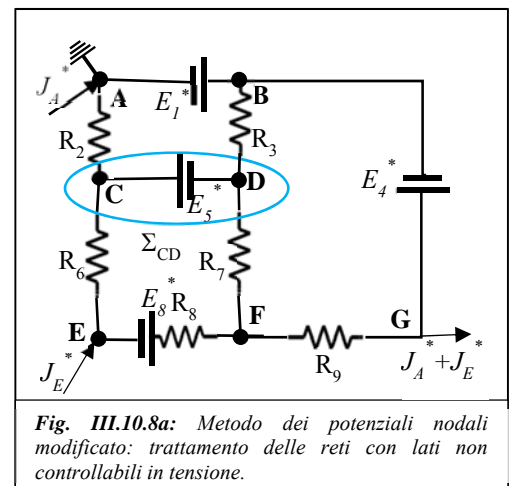 J_A^*
A
E_1^*
B
R_2
R_3
E_4^*
C
E_5^*
D
Σ_CD
R_6
R_7
E_8^*
R_8
E
F
G
R_9
J_E^*
J_A^*+J_E^*
Fig. III.10.8a: Metodo dei potenziali nodali
modificato: trattamento delle reti con lati non
controllabili in tensione.